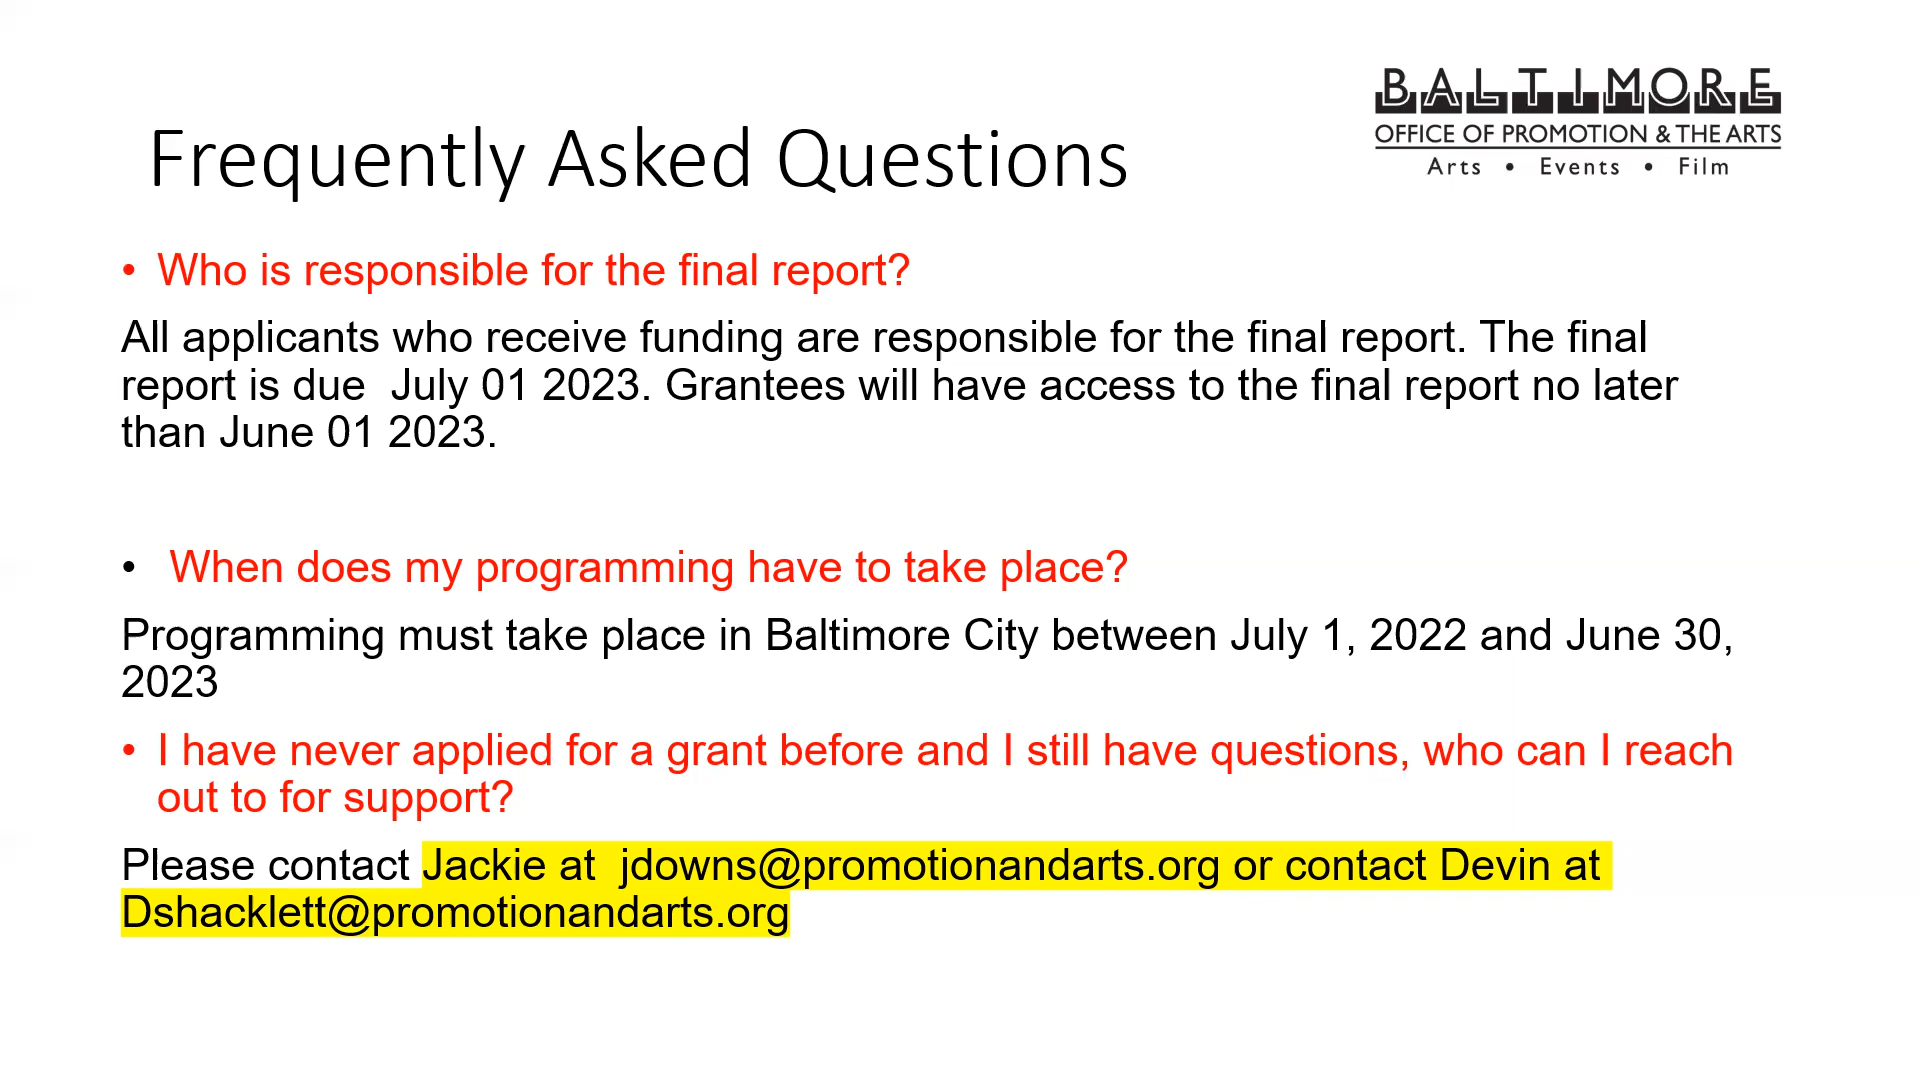 BALTIMORE
OFFICE OF PROMOTION & THE ARTS
Arts • Events • Film
Frequently Asked Questions
• Who is responsible for the final report?
All applicants who receive funding are responsible for the final report. The final
report is due  July 01 2023. Grantees will have access to the final report no later
than June 01 2023.
• When does my programming have to take place?
Programming must take place in Baltimore City between July 1, 2022 and June 30,
2023
• I have never applied for a grant before and I still have questions, who can I reach
out to for support?
Please contact Jackie at  jdowns@promotionandarts.org or contact Devin at
Dshacklett@promotionandarts.org